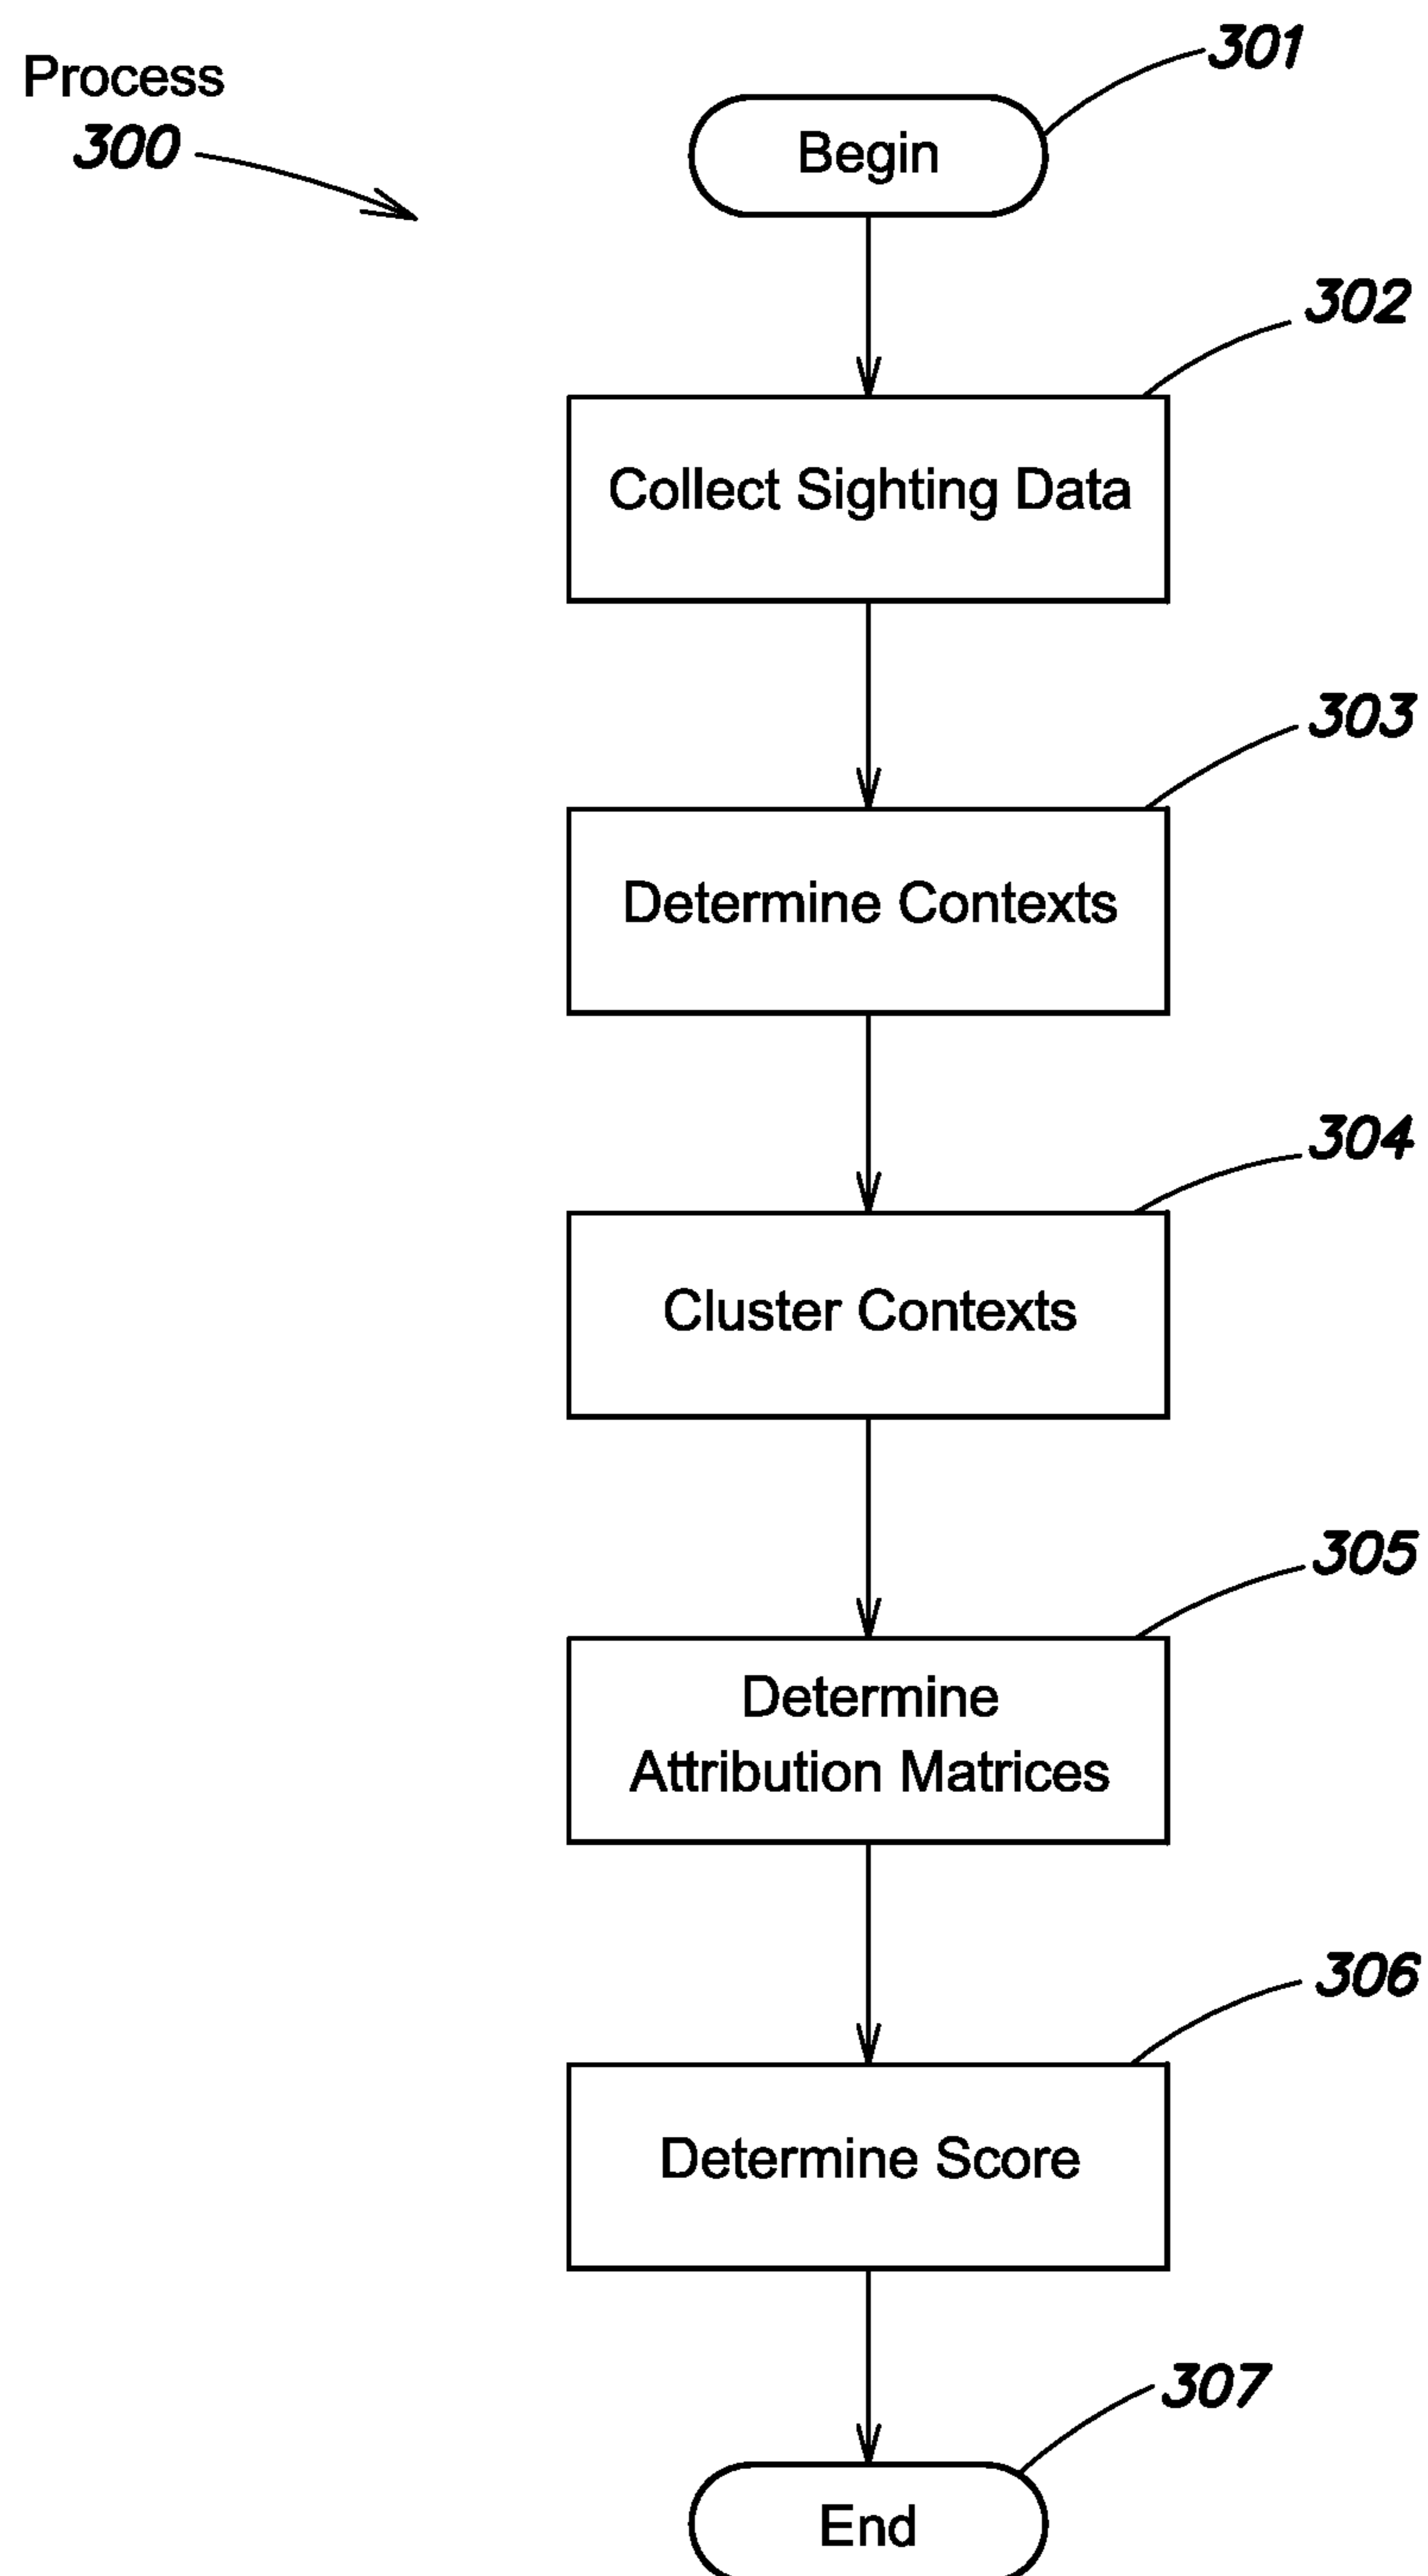 Process
300
301
Begin
302
Collect Sighting Data
303
Determine Contexts
304
Cluster Contexts
305
Determine
Attribution Matrices
306
Determine Score
307
End